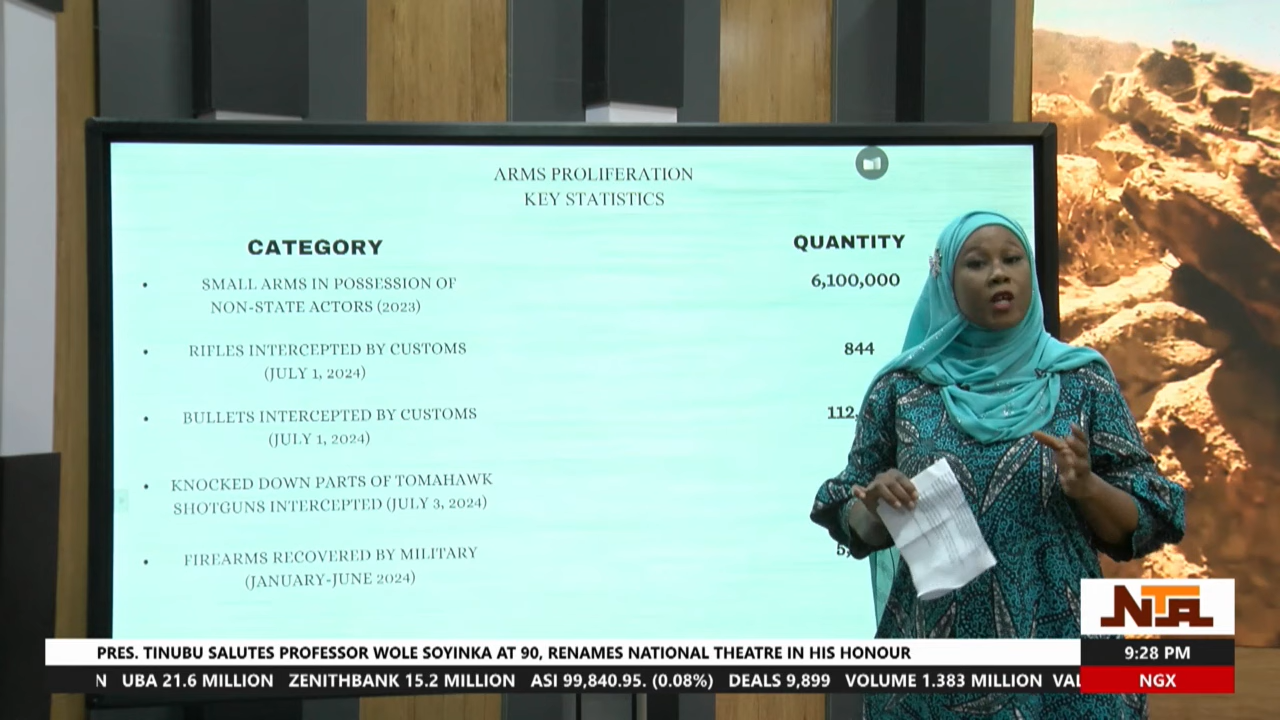 ARMS PROLIFERATION
KEY STATISTICS
CATEGORY
QUANTITY
SMALL ARMS IN POSSESSION OF
NON-STATE ACTORS (2023)
6,100,000
RIFLES INTERCEPTED BY CUSTOMS
(JULY 1, 2024)
844
BULLETS INTERCEPTED BY CUSTOMS
(JULY 1, 2024)
112,
KNOCKED DOWN PARTS OF TOMAHAWK
SHOTGUNS INTERCEPTED (JULY 3, 2024)
FIREARMS RECOVERED BY MILITARY
(JANUARY-JUNE 2024)
5,
NTA
PRES. TINUBU SALUTES PROFESSOR WOLE SOYINKA AT 90, RENAMES NATIONAL THEATRE IN HIS HONOUR
9:28 PM
N UBA 21.6 MILLION ZENITHBANK 15.2 MILLION ASI 99,840.95. (0.08%) DEALS 9,899 VOLUME 1.383 MILLION VAL
NGX